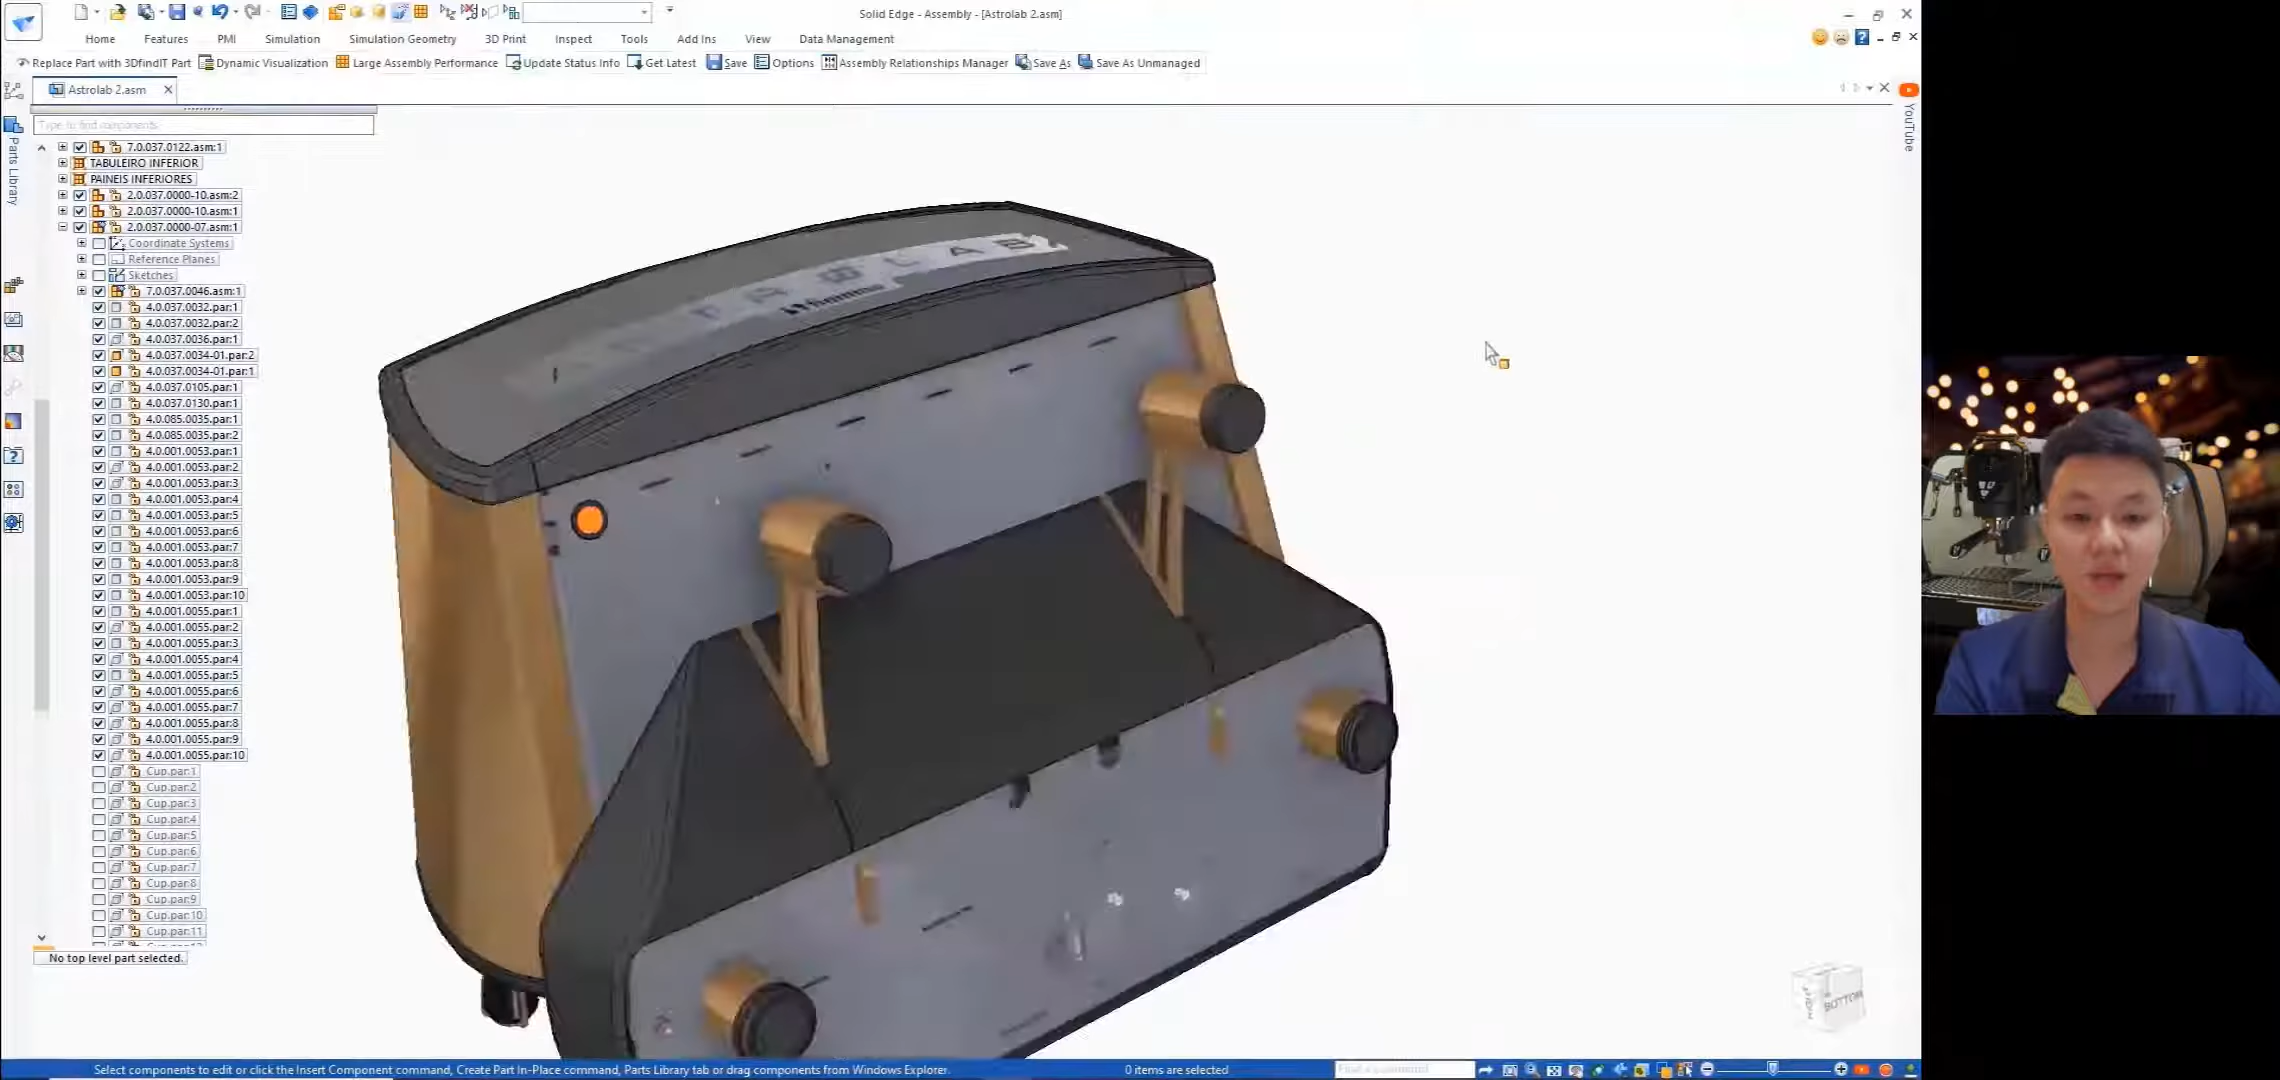 Solid Edge - Assembly - [Astrolab 2.asm]
Home Features PMI Simulation Simulation Geometry 3D Print Inspect Tools Add Ins View Data Management
Replace Part with 3DfindIT Part Dynamic Visualization Large Assembly Performance Update Status Info Get Latest Save Options Assembly Relationships Manager Save As Save As Unmanaged
Astrolab 2.asm
YouTube
Type to find components
Parts Library
7.0.037.0122.asm:1
TABULEIRO INFERIOR
PAINEIS INFERIORES
2.0.037.0000-10.asm:2
2.0.037.0000-10.asm:1
2.0.037.0000-07.asm:1
Coordinate Systems
Reference Planes
Sketches
7.0.037.0046.asm:1
4.0.037.0032.par:1
4.0.037.0032.par:2
4.0.037.0036.par:1
4.0.037.0034-01.par:2
4.0.037.0034-01.par:1
4.0.037.0105.par:1
4.0.037.0130.par:1
4.0.085.0035.par:1
4.0.085.0035.par:2
4.0.001.0053.par:1
4.0.001.0053.par:2
4.0.001.0053.par:3
4.0.001.0053.par:4
4.0.001.0053.par:5
4.0.001.0053.par:6
4.0.001.0053.par:7
4.0.001.0053.par:8
4.0.001.0053.par:9
4.0.001.0053.par:10
4.0.001.0055.par:1
4.0.001.0055.par:2
4.0.001.0055.par:3
4.0.001.0055.par:4
4.0.001.0055.par:5
4.0.001.0055.par:6
4.0.001.0055.par:7
4.0.001.0055.par:8
4.0.001.0055.par:9
4.0.001.0055.par:10
Cup.par:1
Cup.par:2
Cup.par:3
Cup.par:4
Cup.par:5
Cup.par:6
Cup.par:7
Cup.par:8
Cup.par:9
Cup.par:10
Cup.par:11
No top level part selected.
BOTTOM
Select components to edit or click the Insert Component command, Create Part In-Place command, Parts Library tab or drag components from Windows Explorer.
0 items are selected
Find a command